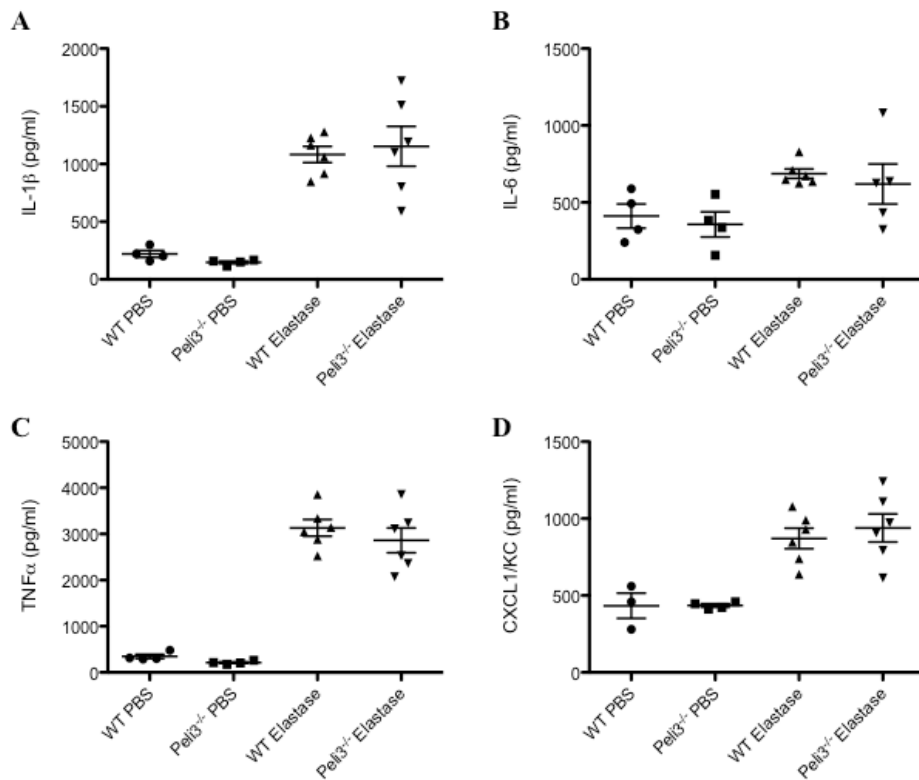 A
IL-1β (pg/ml)
2000
1500
1000
500
0
WT PBS
Peli3-/- PBS
WT Elastase
Peli3-/- Elastase
B
IL-6 (pg/ml)
1500
1000
500
0
WT PBS
Peli3-/- PBS
WT Elastase
Peli3-/- Elastase
C
TNFα (pg/ml)
5000
4000
3000
2000
1000
0
WT PBS
Peli3-/- PBS
WT Elastase
Peli3-/- Elastase
D
CXCL1/KC (pg/ml)
1500
1000
500
0
WT PBS
Peli3-/- PBS
WT Elastase
Peli3-/- Elastase